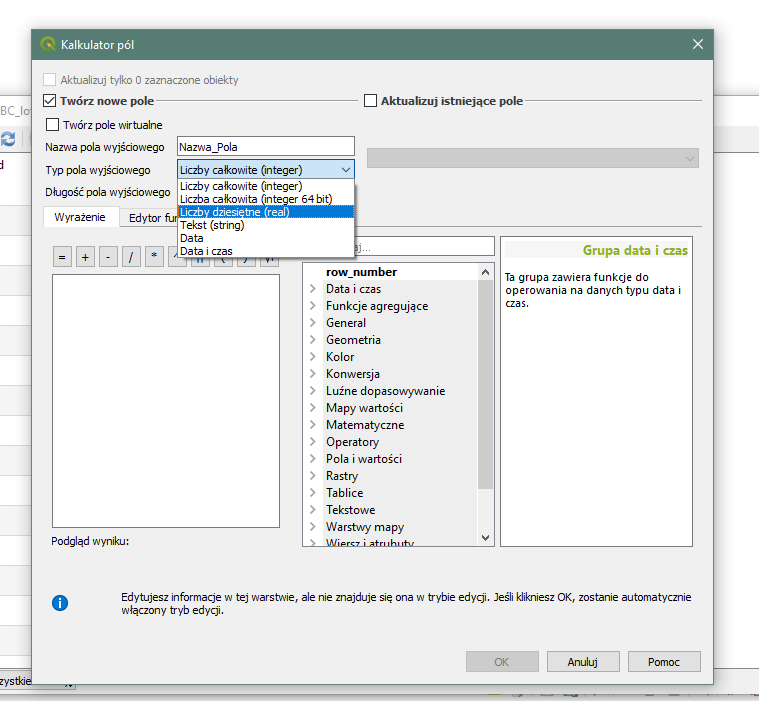 Kalkulator pól
Aktualizuj tylko 0 zaznaczone obiekty
Twórz nowe pole
Aktualizuj istniejące pole
BC_lo
Twórz pole wirtualne
Nazwa pola wyjściowego
Nazwa_Pola
Typ pola wyjściowego
Liczby całkowite (integer)
Liczby całkowite (integer)
Długość pola wyjściowego
Liczba całkowita (integer 64 bit)
Liczby dziesiętne (real)
Wyrażenie
Edytor fun
Tekst (string)
Data
Data i czas
= + - / *
row_number
Data i czas
Funkcje agregujące
General
Geometria
Kolor
Konwersja
Luźne dopasowywanie
Mapy wartości
Matematyczne
Operatory
Pola i wartości
Rastry
Tablice
Tekstowe
Warstwy mapy
Wiersz i atrybuty
Grupa data i czas
Ta grupa zawiera funkcje do
operowania na danych typu data i
czas.
Podgląd wyniku:
Edytujesz informacje w tej warstwie, ale nie znajduje się ona w trybie edycji. Jeśli klikniesz OK, zostanie automatycznie
włączony tryb edycji.
OK
Anuluj
Pomoc
zystkie